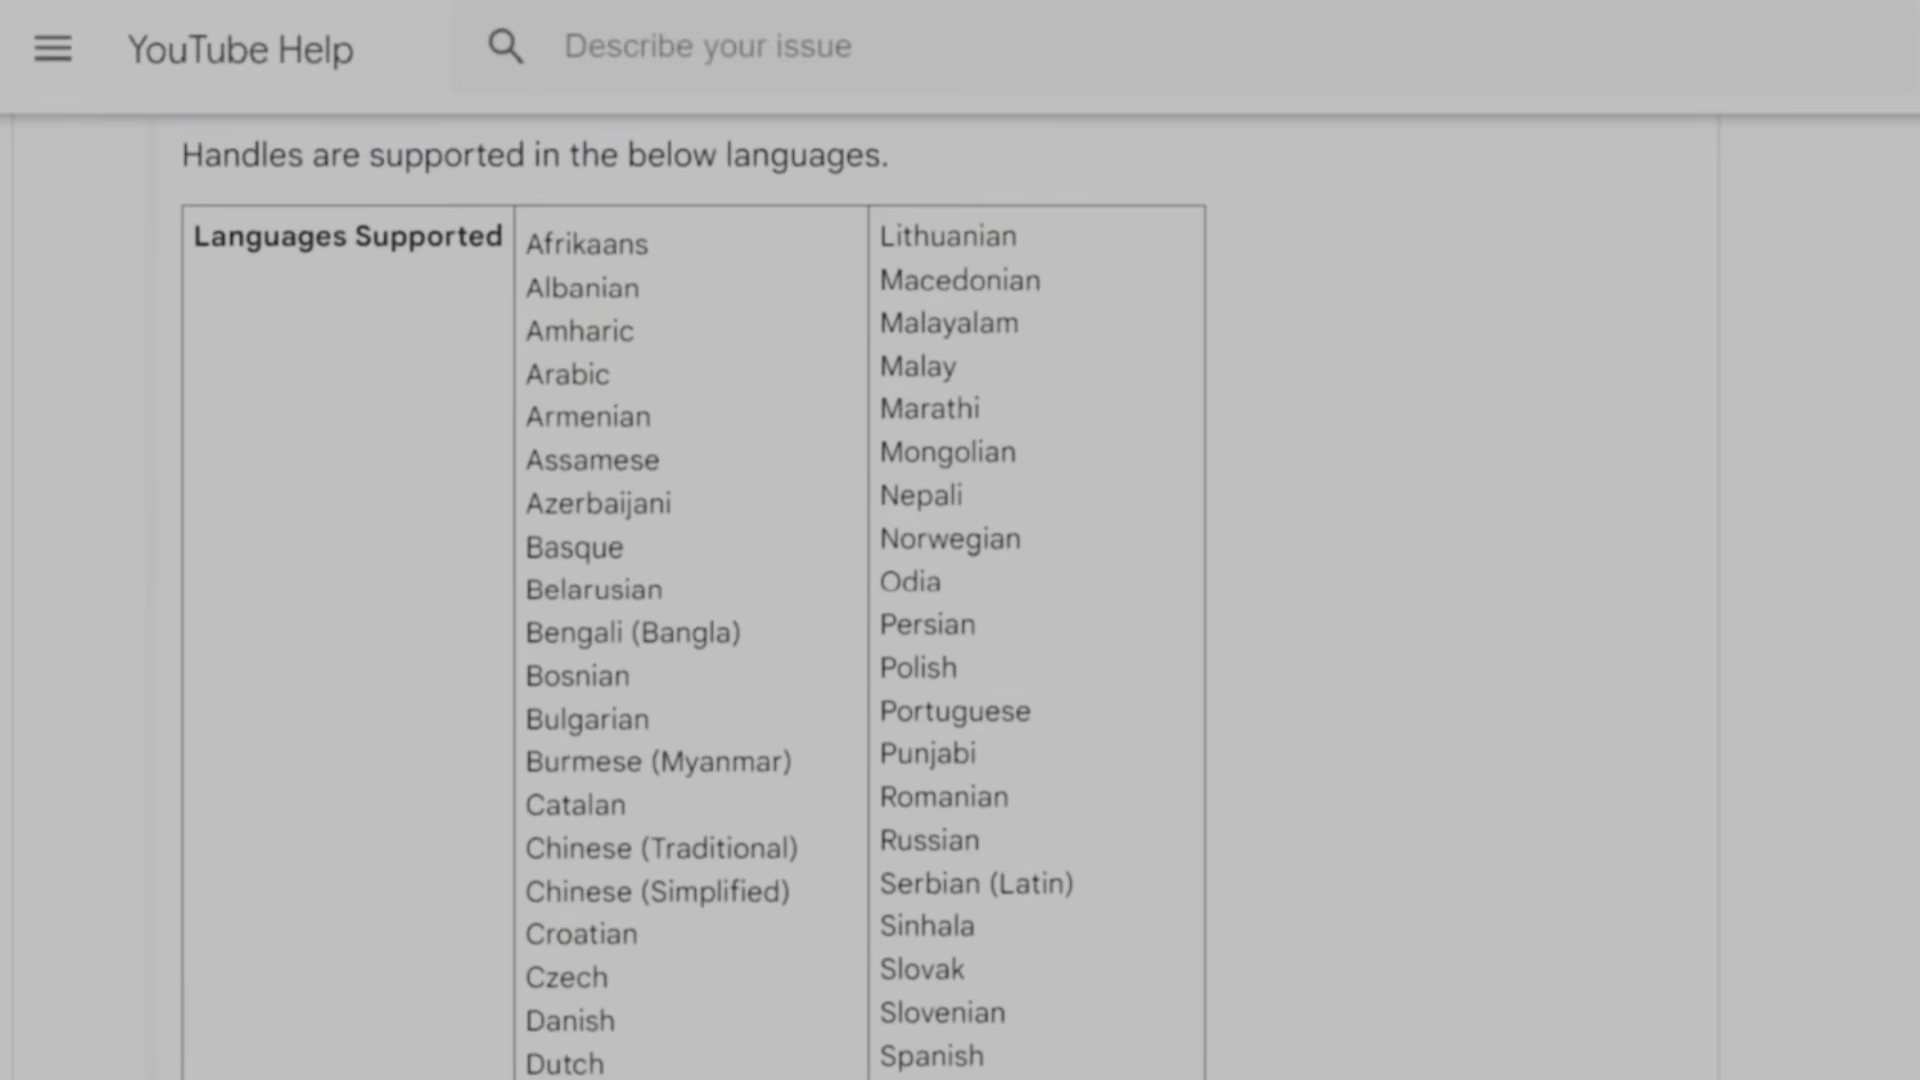 YouTube Help
Describe your issue
Handles are supported in the below languages.
Languages Supported
Afrikaans
Albanian
Amharic
Arabic
Armenian
Assamese
Azerbaijani
Basque
Belarusian
Bengali (Bangla)
Bosnian
Bulgarian
Burmese (Myanmar)
Catalan
Chinese (Traditional)
Chinese (Simplified)
Croatian
Czech
Danish
Dutch
Lithuanian
Macedonian
Malayalam
Malay
Marathi
Mongolian
Nepali
Norwegian
Odia
Persian
Polish
Portuguese
Punjabi
Romanian
Russian
Serbian (Latin)
Sinhala
Slovak
Slovenian
Spanish